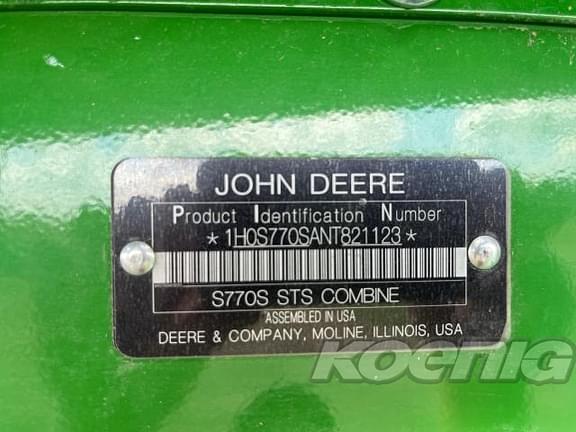 JOHN DEERE
Product Identification Number
*1H0S770SANT821123*
S770S STS COMBINE
ASSEMBLED IN USA
DEERE & COMPANY, MOLINE, ILLINOIS, USA
KOENIG